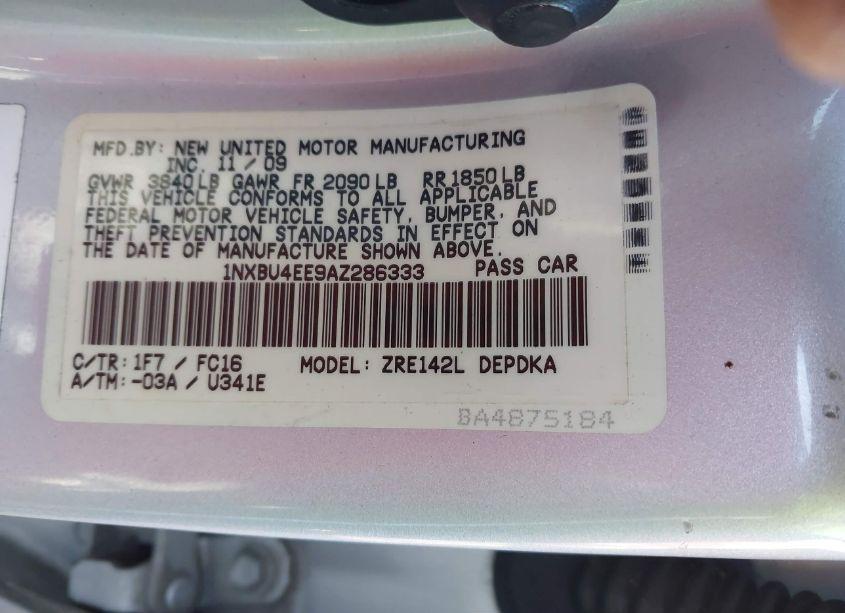 MFD.BY: NEW UNITED MOTOR MANUFACTURING
INC. 11 / 09
GVWR 3840 LB GAWR FR 2090 LB RR 1850 LB
THIS VEHICLE CONFORMS TO ALL APPLICABLE
FEDERAL MOTOR VEHICLE SAFETY, BUMPER, AND
THEFT PREVENTION STANDARDS IN EFFECT ON
THE DATE OF MANUFACTURE SHOWN ABOVE.
1NXBU4EE9AZ286333 PASS CAR
C/TR: 1F7 / FC16 MODEL: ZRE142L DEPDKA
A/TM: -03A / U341E
BA4875184